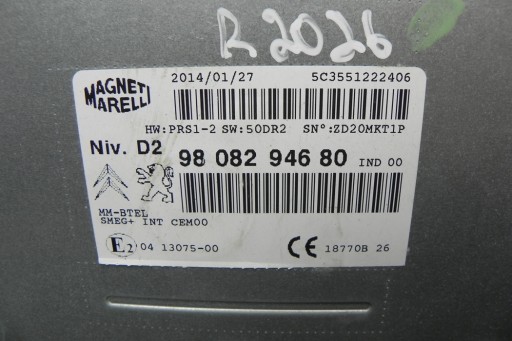 R2026
MAGNETI MARELLI
2014/01/27 5C3551222406
HW:PRS1-2 SW:50DR2 SN°:ZD20MKT1P
Niv. D2 98 082 946 80 IND 00
MM-BTEL
SMEG+ INT CEM00
E2 04 13075-00 CE 18770B 26